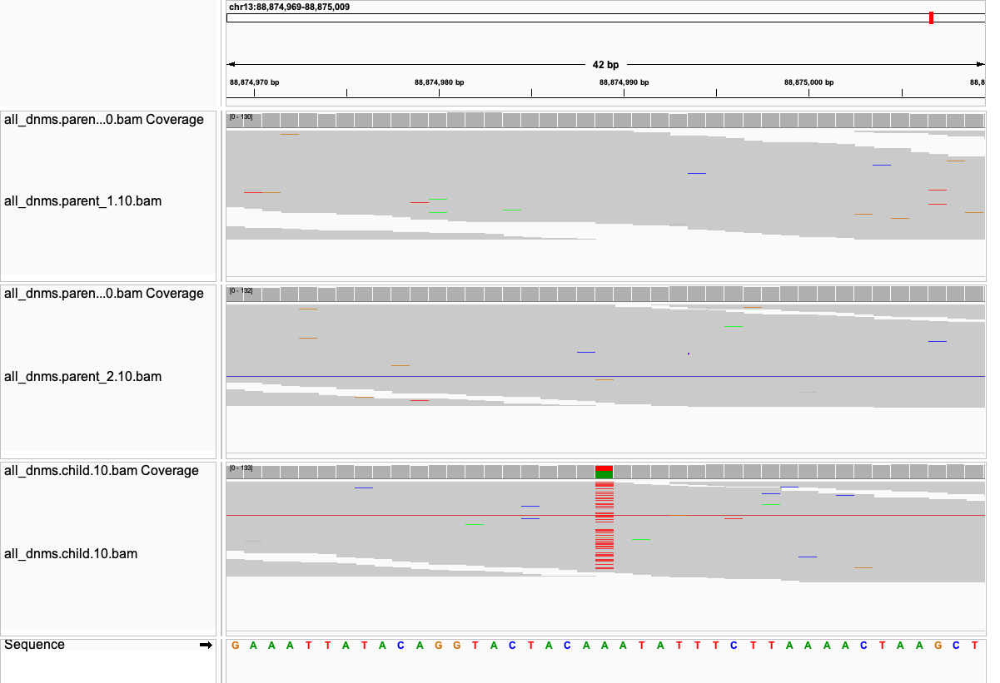 chr13:88,874,969-88,875,009
42 bp
88,874,970 bp 88,874,980 bp 88,874,990 bp 88,875,000 bp 88,8
all_dnms.paren...0.bam Coverage
[0 - 130]
all_dnms.parent_1.10.bam
all_dnms.paren...0.bam Coverage
[0 - 132]
all_dnms.parent_2.10.bam
all_dnms.child.10.bam Coverage
[0 - 133]
all_dnms.child.10.bam
Sequence
G A A A T T A T A C A G G T A C T A C A A A T A T T T C T T A A A A C T A A G C T